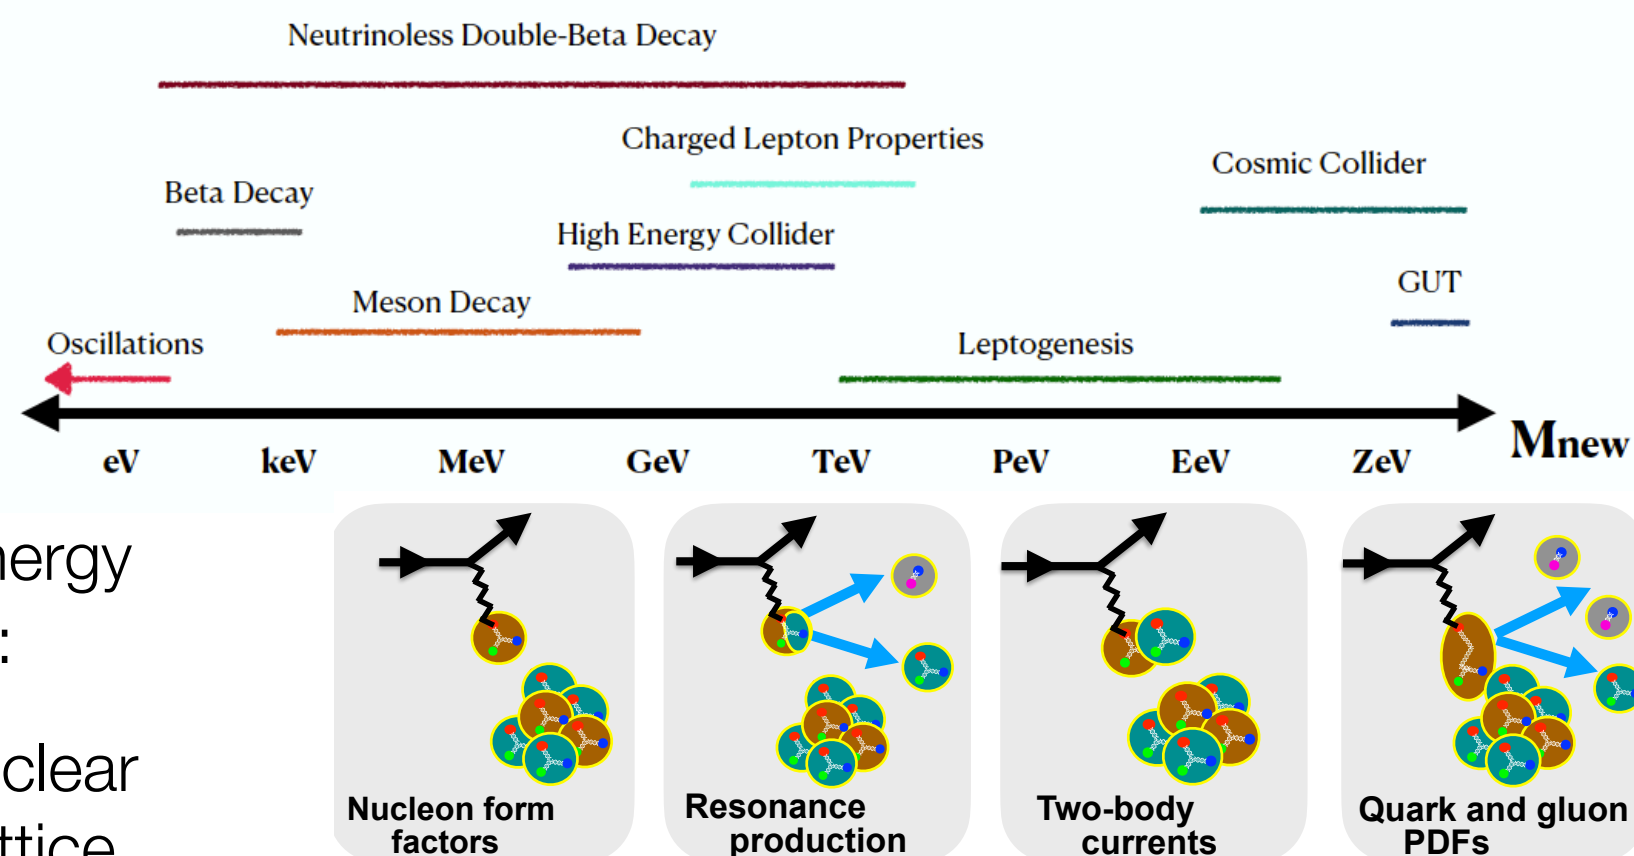 Neutrinoless Double-Beta Decay
Charged Lepton Properties
Cosmic Collider
Beta Decay
High Energy Collider
GUT
Meson Decay
Oscillations
Leptogenesis
eV keV MeV GeV TeV PeV EeV ZeV
Mnew
nergy
:
clear
ttice
Nucleon form
factors
Resonance
production
Two-body
currents
Quark and gluon
PDFs